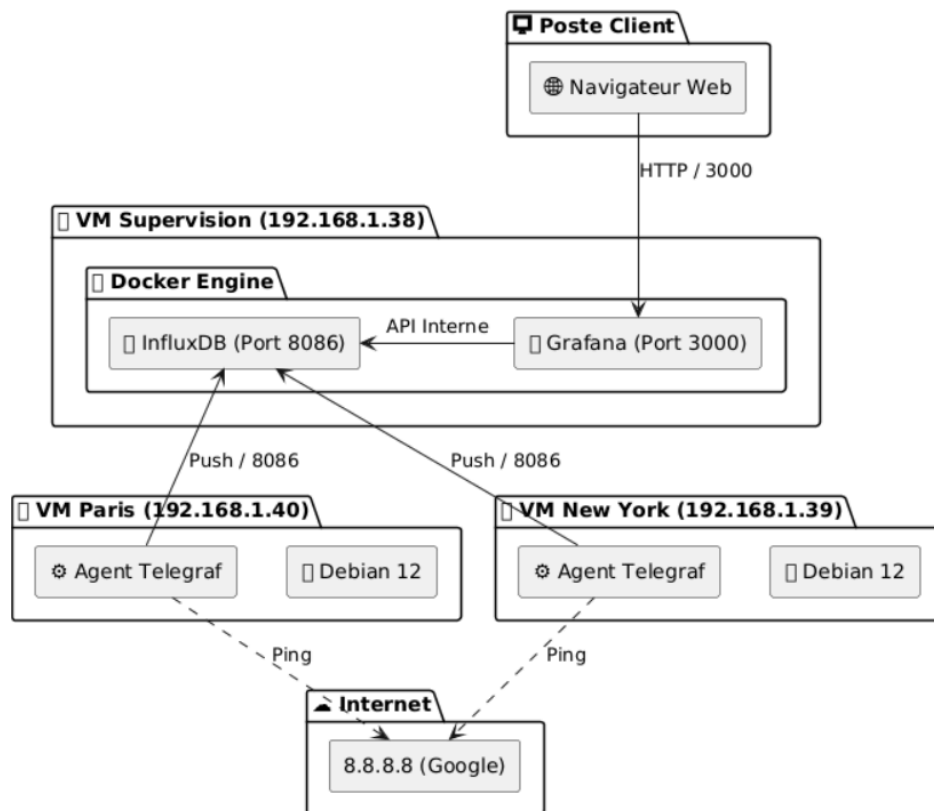 Poste Client
Navigateur Web
HTTP / 3000
VM Supervision (192.168.1.38)
Docker Engine
InfluxDB (Port 8086)
API Interne
Grafana (Port 3000)
Push / 8086
Push / 8086
VM Paris (192.168.1.40)
Agent Telegraf
Debian 12
VM New York (192.168.1.39)
Agent Telegraf
Debian 12
Ping
Ping
Internet
8.8.8.8 (Google)